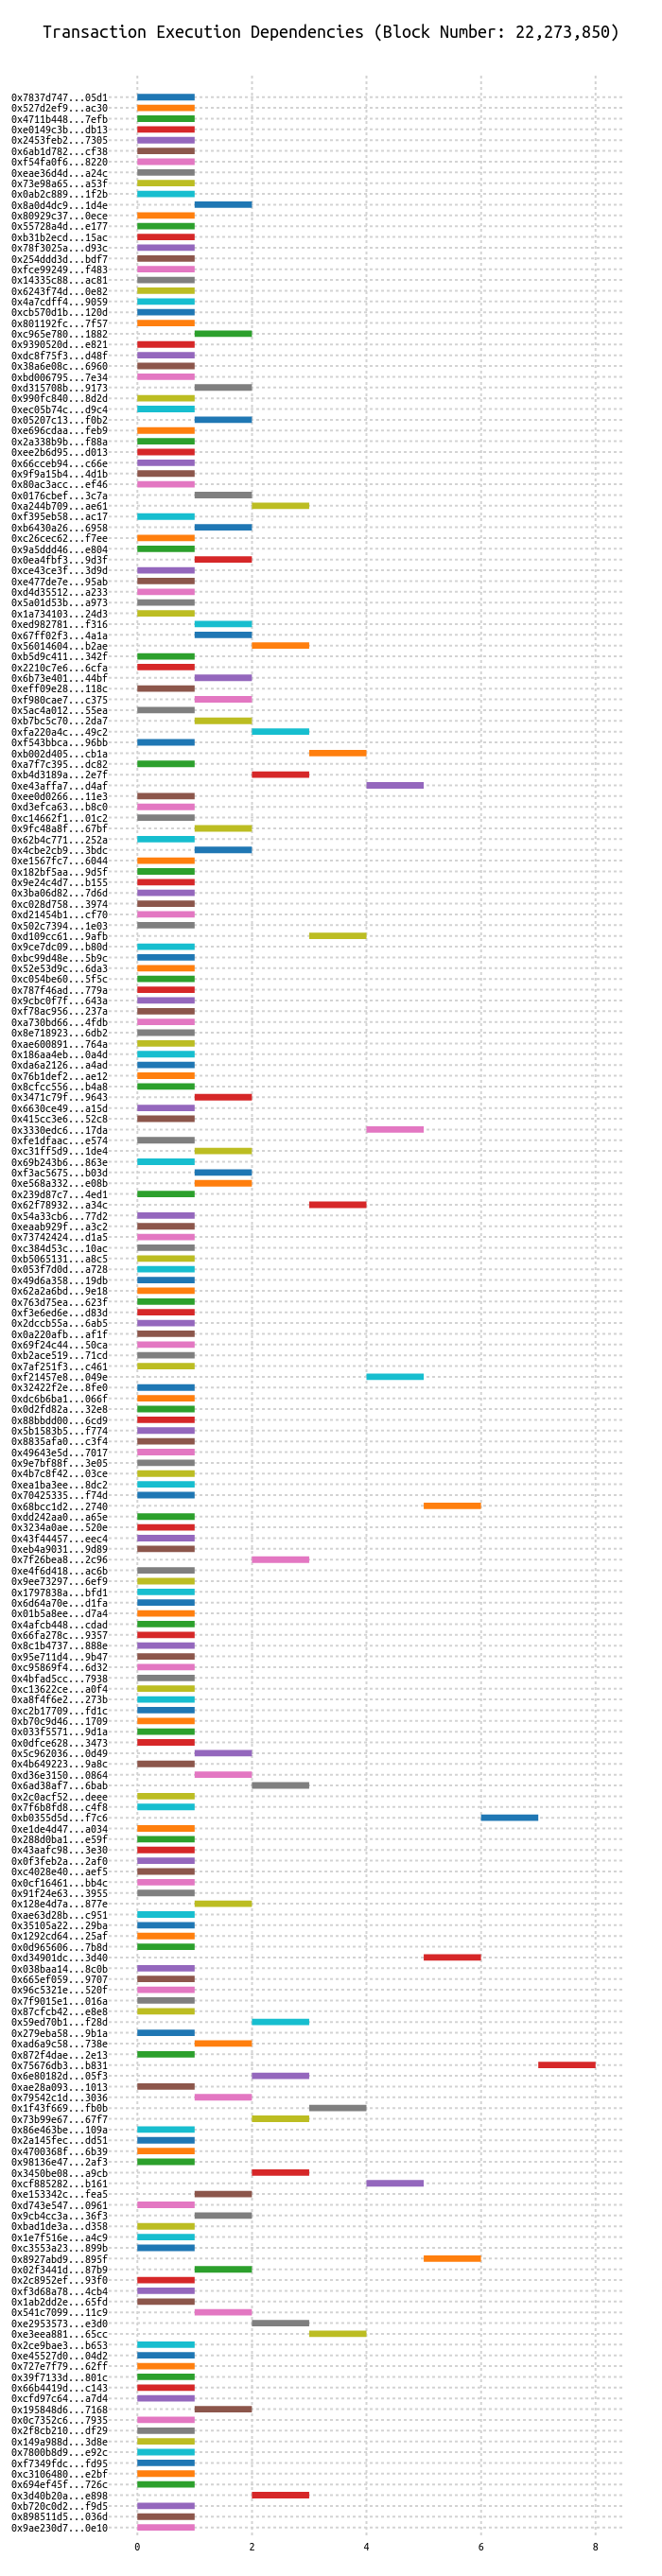 Transaction Execution Dependencies (Block Number: 22,273,850)
0x7837d747...05d1
0x527d2ef9...ac30
0x4711b448...7efb
0xe0149c3b...db13
0x2453feb2...7305
0x6ab1d782...cf38
0xf54fa0f6...8220
0xeae36d4d...a24c
0x73e98a65...a53f
0x0ab2c889...1f2b
0x8a0d4dc9...1d4e
0x80929c37...0ece
0x55728a4d...e177
0xb31b2ecd...15ac
0x78f3025a...d93c
0x254ddd3d...bdf7
0xfce99249...f483
0x14335c88...ac81
0x6243f74d...0e82
0x4a7cdff4...9059
0xcb570d1b...120d
0x801192fc...7f57
0xc965e780...1882
0x9390520d...e821
0xdc8f75f3...d48f
0x38a6e08c...6960
0xbd006795...7e34
0xd315708b...9173
0x990fc840...8d2d
0xec05b74c...d9c4
0x05207c13...f0b2
0xe696cdaa...feb9
0x2a338b9b...f88a
0xee2b6d95...d013
0x66cceb94...c66e
0x9f9a15b4...4d1b
0x80ac3acc...ef46
0x0176cbef...3c7a
0xa244b709...ae61
0xf395eb58...ac17
0xb6430a26...6958
0xc26cec62...f7ee
0x9a5ddd46...e804
0x0ea4fbf3...9d3f
0xce43ce3f...3d9d
0xe477de7e...95ab
0xd4d35512...a233
0x5a01d53b...a973
0x1a734103...24d3
0xed982781...f316
0x67ff02f3...4a1a
0x56014604...b2ae
0xb5d9c411...342f
0x2210c7e6...6cfa
0x6b73e401...44bf
0xeff09e28...118c
0xf980cae7...c375
0x5ac4a012...55ea
0xb7bc5c70...2da7
0xfa220a4c...49c2
0xf543bbca...96bb
0xb002d405...cb1a
0xa7f7c395...dc82
0xb4d3189a...2e7f
0xe43affa7...d4af
0xee0d0266...11e3
0xd3efca63...b8c0
0xc14662f1...01c2
0x9fc48a8f...67bf
0x62b4c771...252a
0x4cbe2cb9...3bdc
0xe1567fc7...6044
0x182bf5aa...9d5f
0x9e24c4d7...b155
0x3ba06d82...7d6d
0xc028d758...3974
0xd21454b1...cf70
0x502c7394...1e03
0xd109cc61...9afb
0x9ce7dc09...b80d
0xbc99d48e...5b9c
0x52e53d9c...6da3
0xc054be60...5f5c
0x787f46ad...779a
0x9cbc0f7f...643a
0xf78ac956...237a
0xa730bd66...4fdb
0x8e718923...6db2
0xae600891...764a
0x186aa4eb...0a4d
0xda6a2126...a4ad
0x76b1def2...ae12
0x8cfcc556...b4a8
0x3471c79f...9643
0x6630ce49...a15d
0x415cc3e6...52c8
0x3330edc6...17da
0xfe1dfaac...e574
0xc31ff5d9...1de4
0x69b243b6...863e
0xf3ac5675...b03d
0xe568a332...e08b
0x239d87c7...4ed1
0x62f78932...a34c
0x54a33cb6...77d2
0xeaab929f...a3c2
0x73742424...d1a5
0xc384d53c...10ac
0xb5065131...a8c5
0x053f7d0d...a728
0x49d6a358...19db
0x62a2a6bd...9e18
0x763d75ea...623f
0xf3e6ed6e...d83d
0x2dccb55a...6ab5
0x0a220afb...af1f
0x69f24c44...50ca
0xb2ace519...71cd
0x7af251f3...c461
0xf21457e8...049e
0x32422f2e...8fe0
0xdc6b6ba1...066f
0x0d2fd82a...32e8
0x88bbdd00...6cd9
0x5b1583b5...f774
0x8835afa0...c3f4
0x49643e5d...7017
0x9e7bf88f...3e05
0x4b7c8f42...03ce
0xea1ba3ee...8dc2
0x70425335...f74d
0x68bcc1d2...2740
0xdd242aa0...a65e
0x3234a0ae...520e
0x43f44457...eec4
0xeb4a9031...9d89
0x7f26bea8...2c96
0xe4f6d418...ac6b
0x9ee73297...6ef9
0x1797838a...bfd1
0x6d64a70e...d1fa
0x01b5a8ee...d7a4
0x4afcb448...cdad
0x66fa278c...9357
0x8c1b4737...888e
0x95e711d4...9b47
0xc95869f4...6d32
0x4bfad5cc...7938
0xc13622ce...a0f4
0xa8f4f6e2...273b
0xc2b17709...fd1c
0xb70c9d46...1709
0x033f5571...9d1a
0x0dfce628...3473
0x5c962036...0d49
0x4b649223...9a8c
0xd36e3150...0864
0x6ad38af7...6bab
0x2c0acf52...deee
0x7f6b8fd8...c4f8
0xb0355d5d...f7c6
0xe1de4d47...a034
0x288d0ba1...e59f
0x43aafc98...3e30
0x0f3feb2a...2af0
0xc4028e40...aef5
0x0cf16461...bb4c
0x91f24e63...3955
0x128e4d7a...877e
0xae63d28b...c951
0x35105a22...29ba
0x1292cd64...25af
0x0d965606...7b8d
0xd34901dc...3d40
0x038baa14...8c0b
0x665ef059...9707
0x96c5321e...520f
0x7f9015e1...016a
0x87cfcb42...e8e8
0x59ed70b1...f28d
0x279eba58...9b1a
0xad6a9c58...738e
0x872f4dae...2e13
0x75676db3...b831
0x6e80182d...05f3
0xae28a093...1013
0x79542c1d...3036
0x1f43f669...fb0b
0x73b99e67...67f7
0x86e463be...109a
0x2a145fec...dd51
0x4700368f...6b39
0x98136e47...2af3
0x3450be08...a9cb
0xcf885282...b161
0xe153342c...fea5
0xd743e547...0961
0x9cb4cc3a...36f3
0xbad1de3a...d358
0x1e7f516e...a4c9
0xc3553a23...899b
0x8927abd9...895f
0x02f3441d...87b9
0x2c8952ef...93f0
0xf3d68a78...4cb4
0x1ab2dd2e...65fd
0x541c7099...11c9
0xe2953573...e3d0
0xe3eea881...65cc
0x2ce9bae3...b653
0xe45527d0...04d2
0x727e7f79...62ff
0x39f7133d...801c
0x66b4419d...c143
0xcfd97c64...a7d4
0x195848d6...7168
0x0c7352c6...7935
0x2f8cb210...df29
0x149a988d...3d8e
0x7800b8d9...e92c
0xf7349fdc...fd95
0xc3106480...e2bf
0x694ef45f...726c
0x3d40b20a...e898
0xb720c0d2...f9d5
0x898511d5...036d
0x9ae230d7...0e10
0 2 4 6 8